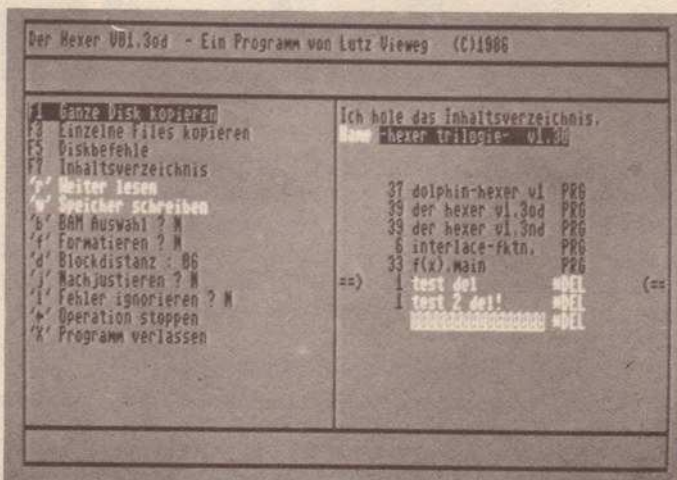 Der Hexer V01.3od - Ein Programm von Lutz Vieweg (C)1986
F1 Ganze Disk kopieren
F3 Einzelne Files kopieren
F5 Diskbefehle
F7 Inhaltsverzeichnis
'r' Weiter lesen
'w' Speicher schreiben
'b' BAM Auswahl ? N
'f' Formatieren ? N
'd' Blockdistanz : 06
'j' Nachjustieren ? N
'i' Fehler ignorieren ? N
'←' Operation stoppen
'X' Programm verlassen
Ich hole das Inhaltsverzeichnis.
Name -hexer trilogie- v1.30
37 dolphin-hexer v1 PRG
39 der hexer v1.3od PRG
39 der hexer v1.3nd PRG
6 interlace-fktn. PRG
33 f(x).main PRG
==) 1 test del *DEL (==
1 test 2 del! *DEL
*DEL